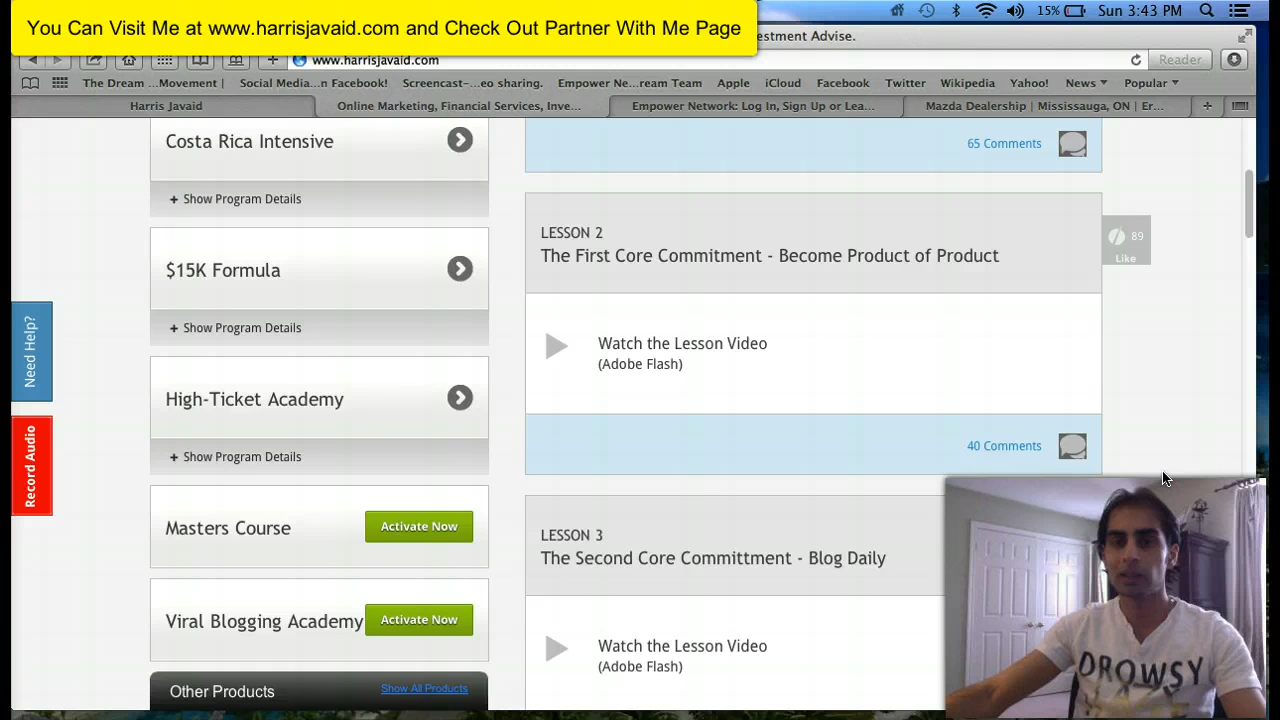 You Can Visit Me at www.harrisjavaid.com and Check Out Partner With Me Page
15%
Sun 3:43 PM
estment Advise.
www.harrisjavaid.com
Reader
The Dream ...Movement |
Social Media...n Facebook!
Screencast-...eo sharing.
Empower Ne...ream Team
Apple
iCloud
Facebook
Twitter
Wikipedia
Yahoo!
News
Popular
Harris Javaid
Online Marketing, Financial Services, Inve...
Empower Network: Log In, Sign Up or Lea...
Mazda Dealership | Mississauga, ON | Er...
Costa Rica Intensive
+ Show Program Details
$15K Formula
+ Show Program Details
High-Ticket Academy
+ Show Program Details
Masters Course
Activate Now
Viral Blogging Academy
Activate Now
Other Products
Show All Products
Need Help?
Record Audio
65 Comments
LESSON 2
The First Core Commitment - Become Product of Product
Watch the Lesson Video
(Adobe Flash)
40 Comments
LESSON 3
The Second Core Committment - Blog Daily
Watch the Lesson Video
(Adobe Flash)
89
Like
DROWSY